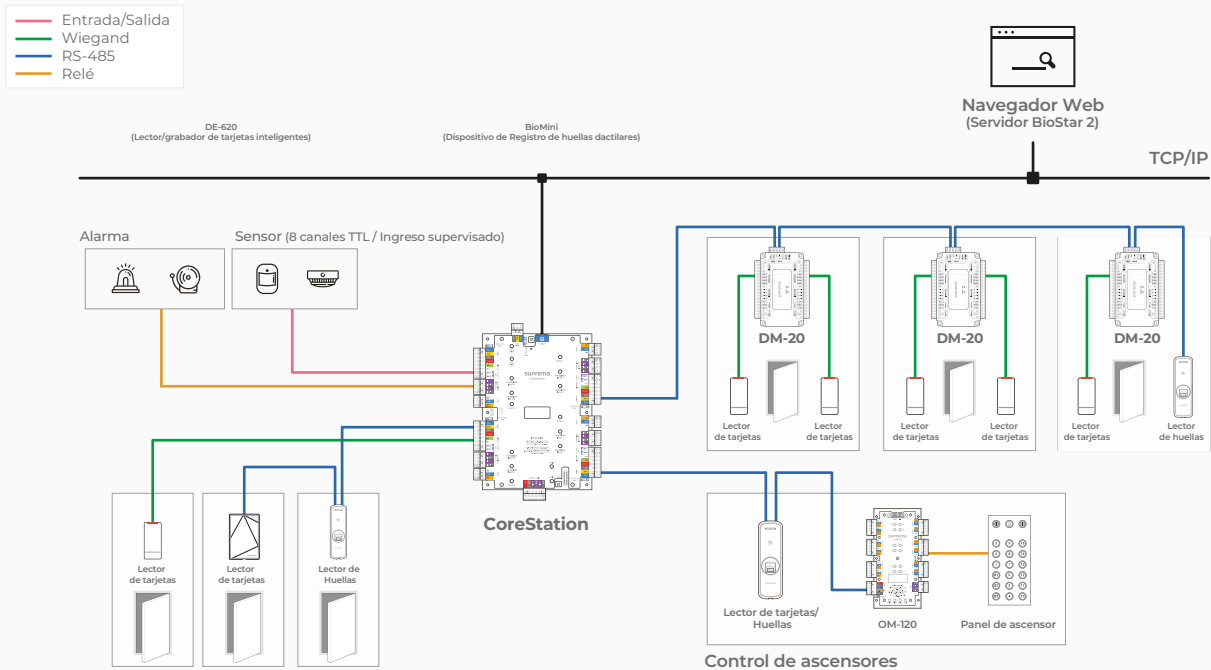 Entrada/Salida
Wiegand
RS-485
Relé
Navegador Web
(Servidor BioStar 2)
DE-620
(Lector/grabador de tarjetas inteligentes)
BioMini
(Dispositivo de Registro de huellas dactilares)
TCP/IP
Alarma
Sensor (8 canales TTL / Ingreso supervisado)
DM-20
DM-20
DM-20
suprema
Lector
de tarjetas
Lector
de tarjetas
Lector
de tarjetas
Lector
de tarjetas
Lector
de tarjetas
Lector
de huellas
CoreStation
Lector
de tarjetas
Lector
de tarjetas
Lector de
Huellas
Lector de tarjetas/
Huellas
OM-120
Panel de ascensor
Control de ascensores